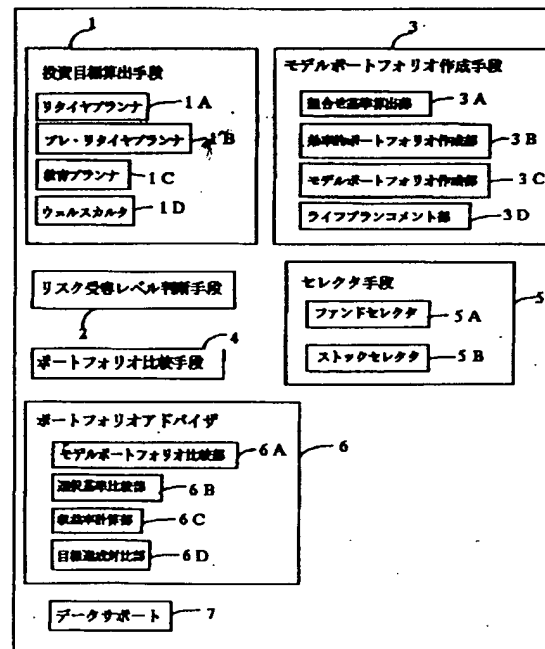 1
投資目標算出手段
リタイヤプランナ 1A
プレ・リタイヤプランナ 1B
教育プランナ 1C
ウェルスカルタ 1D
3
モデルポートフォリオ作成手段
組合せ基準算出部 3A
効率的ポートフォリオ作成部 3B
モデルポートフォリオ作成部 3C
ライフプランコメント部 3D
リスク受容レベル判断手段
2
ポートフォリオ比較手段
4
セレクタ手段
5
ファンドセレクタ 5A
ストックセレクタ 5B
ポートフォリオアドバイザ
6
モデルポートフォリオ比較部 6A
選択基準比較部 6B
収益率計算部 6C
目標達成対比部 6D
データサポート 7